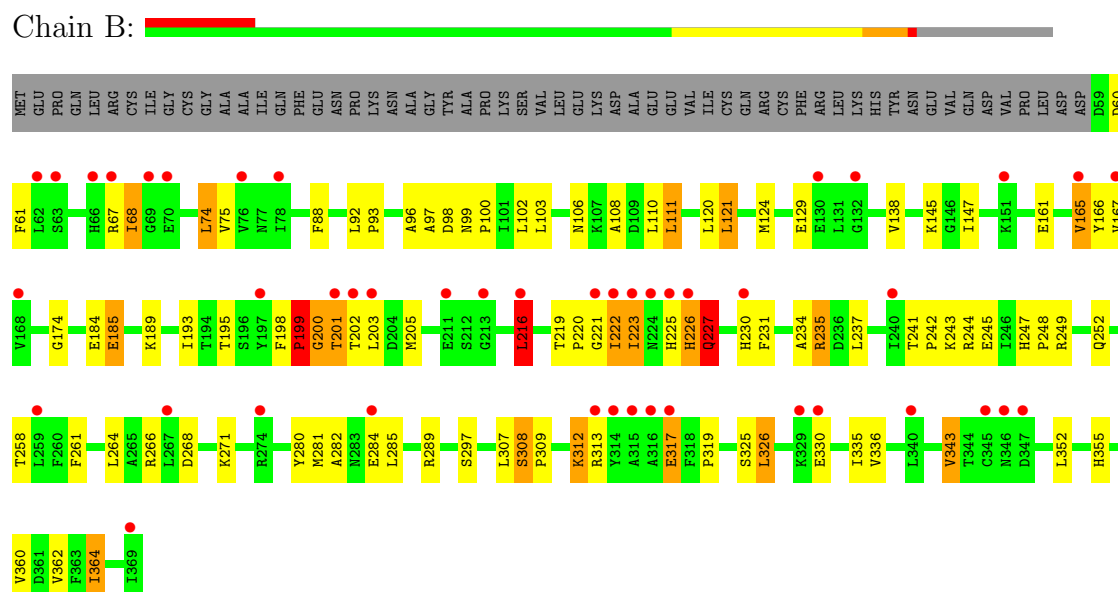 Chain B:
MET GLU PRO GLN LEU ARG CYS ILE GLY CYS GLY ALA ALA ILE GLN PHE GLU ASN PRO LYS ASN ALA GLY TYR ALA PRO LYS SER VAL LEU GLU LYS ASP ALA GLU GLU VAL ILE CYS GLN ARG CYS PHE ARG LEU LYS HIS TYR ASN GLU VAL GLN ASP VAL PRO LEU ASP ASP D59 D60
F61 L62 S63 H66 R67 I68 G69 E70 L74 V75 V76 N77 I78 F88 L92 P93 A96 A97 D98 N99 P100 I101 L102 L103 N106 K107 A108 D109 L110 L111 L120 L121 M124 E129 E130 L131 G132 V138 K145 G146 I147 K151 E161 V165 Y166 V167
V168 G174 E184 E185 K189 I193 T194 T195 S196 Y197 F198 P199 G200 T201 T202 L203 D204 M205 E211 S212 G213 L216 T219 P220 G221 I222 I223 N224 H225 H226 Q227 H230 F231 A234 R235 D236 L237 I240 T241 P242 K243 R244 E245 I246 H247 P248 R249 Q252
T258 L259 F260 F261 L264 A265 R266 L267 D268 K271 R274 Y280 M281 A282 N283 E284 L285 R289 S297 L307 S308 P309 K312 R313 Y314 A315 A316 E317 F318 P319 S325 L326 K329 E330 I335 V336 L340 V343 T344 C345 N346 D347 L352 H355
V360 D361 V362 F363 I364 I369